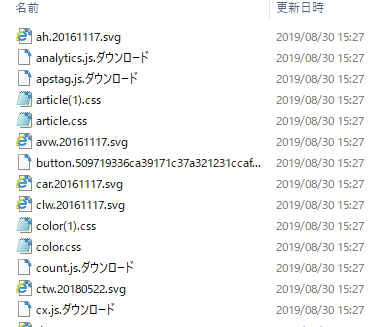 名前 更新日時
ah.20161117.svg 2019/08/30 15:27
analytics.js.ダウンロード 2019/08/30 15:27
apstag.js.ダウンロード 2019/08/30 15:27
article(1).css 2019/08/30 15:27
article.css 2019/08/30 15:27
avw.20161117.svg 2019/08/30 15:27
button.509719336ca39171c37a321231ccaf... 2019/08/30 15:27
car.20161117.svg 2019/08/30 15:27
clw.20161117.svg 2019/08/30 15:27
color(1).css 2019/08/30 15:27
color.css 2019/08/30 15:27
count.js.ダウンロード 2019/08/30 15:27
ctw.20180522.svg 2019/08/30 15:27
cx.js.ダウンロード 2019/08/30 15:27